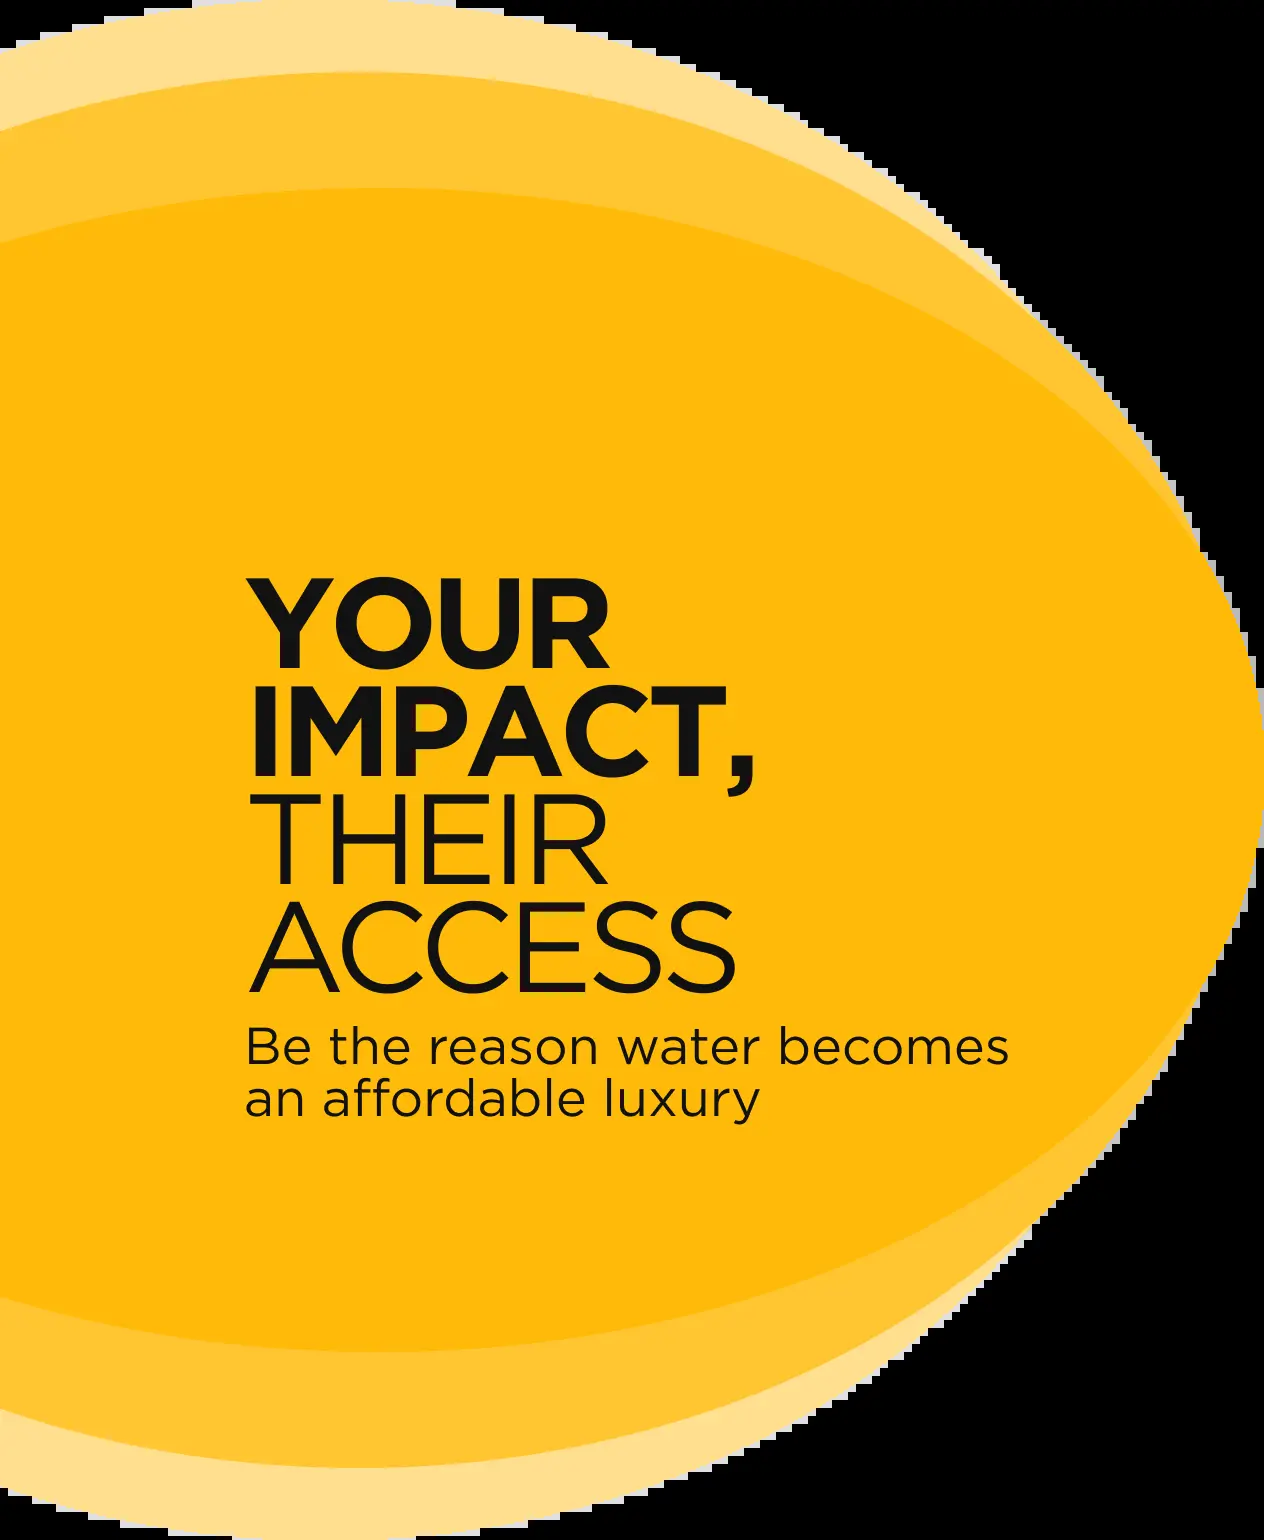 YOUR
IMPACT,
THEIR
ACCESS
Be the reason water becomes
an affordable luxury